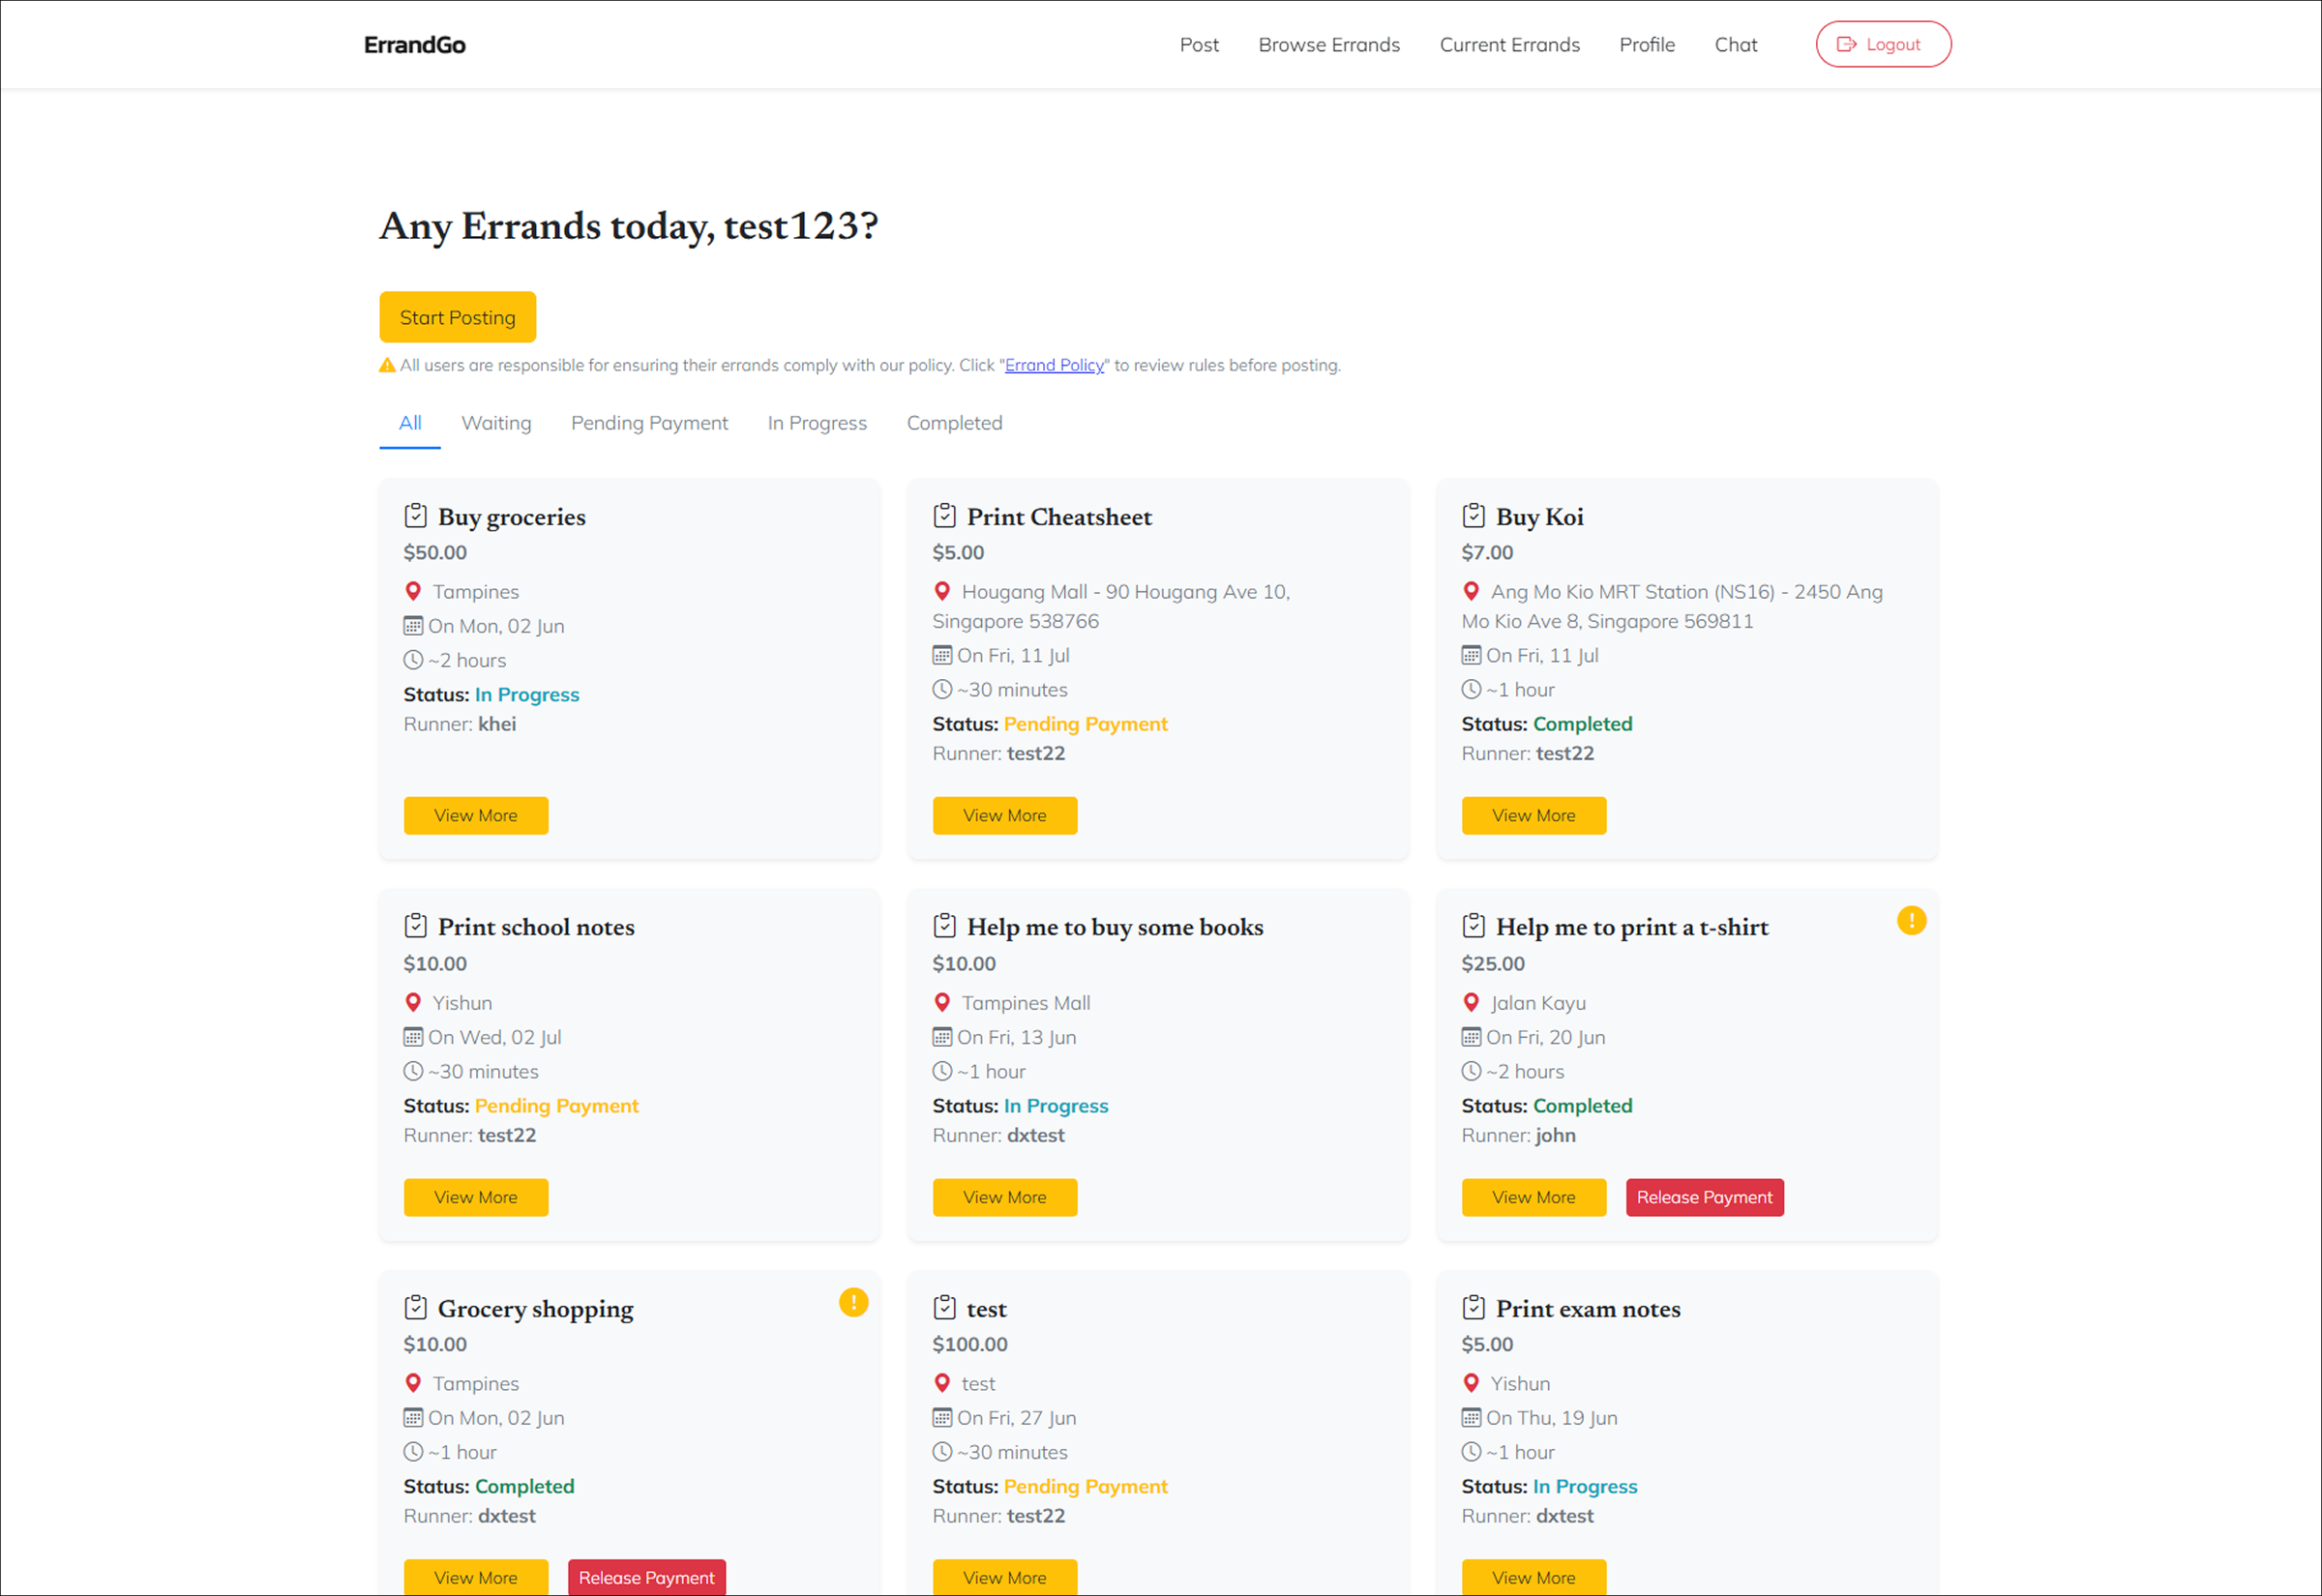 ErrandGo
Post
Browse Errands
Current Errands
Profile
Chat
Logout
Any Errands today, test123?
Start Posting
All users are responsible for ensuring their errands comply with our policy. Click "Errand Policy" to review rules before posting.
All
Waiting
Pending Payment
In Progress
Completed
Buy groceries
$50.00
Tampines
On Mon, 02 Jun
~2 hours
Status: In Progress
Runner: khei
View More
Print Cheatsheet
$5.00
Hougang Mall - 90 Hougang Ave 10,
Singapore 538766
On Fri, 11 Jul
~30 minutes
Status: Pending Payment
Runner: test22
View More
Buy Koi
$7.00
Ang Mo Kio MRT Station (NS16) - 2450 Ang
Mo Kio Ave 8, Singapore 569811
On Fri, 11 Jul
~1 hour
Status: Completed
Runner: test22
View More
Print school notes
$10.00
Yishun
On Wed, 02 Jul
~30 minutes
Status: Pending Payment
Runner: test22
View More
Help me to buy some books
$10.00
Tampines Mall
On Fri, 13 Jun
~1 hour
Status: In Progress
Runner: dxtest
View More
Help me to print a t-shirt
$25.00
Jalan Kayu
On Fri, 20 Jun
~2 hours
Status: Completed
Runner: john
View More
Release Payment
Grocery shopping
$10.00
Tampines
On Mon, 02 Jun
~1 hour
Status: Completed
Runner: dxtest
View More
Release Payment
test
$100.00
test
On Fri, 27 Jun
~30 minutes
Status: Pending Payment
Runner: test22
View More
Print exam notes
$5.00
Yishun
On Thu, 19 Jun
~1 hour
Status: In Progress
Runner: dxtest
View More